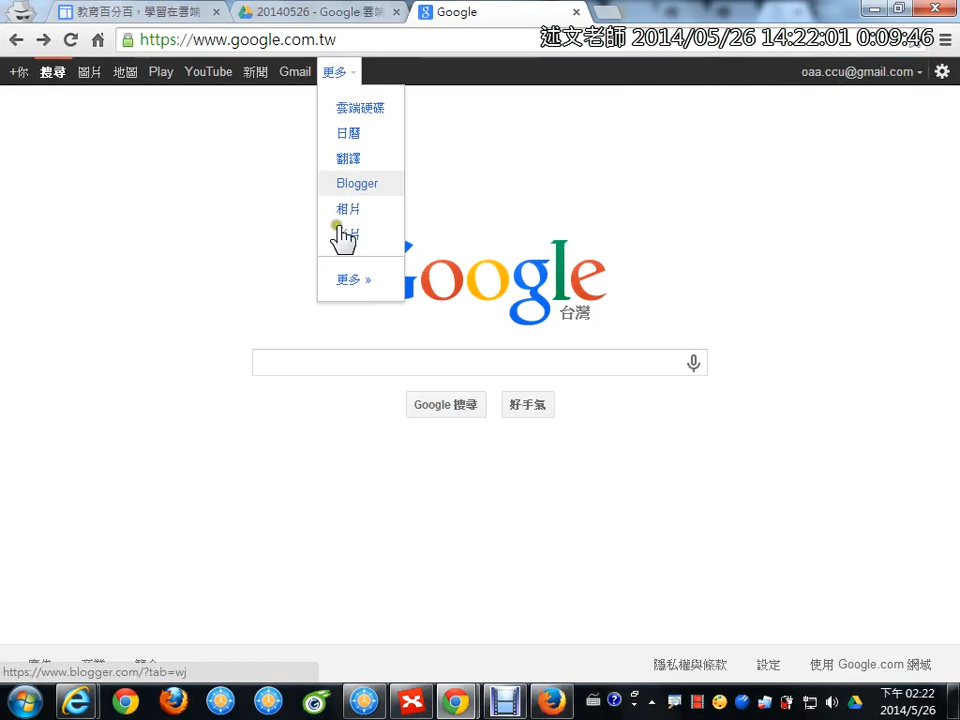 教育百分百，學習在雲端
20140526 - Google 雲端
Google
https://www.google.com.tw
述文老師 2014/05/26 14:22:01 0:09:46
+你 搜尋 圖片 地圖 Play YouTube 新聞 Gmail 更多 oaa.ccu@gmail.com
雲端硬碟
日曆
翻譯
Blogger
相片
片
更多 »
Google
台灣
Google 搜尋 好手氣
隱私權與條款 設定 使用 Google.com 網域
https://www.blogger.com/?tab=wj
下午 02:22
2014/5/26